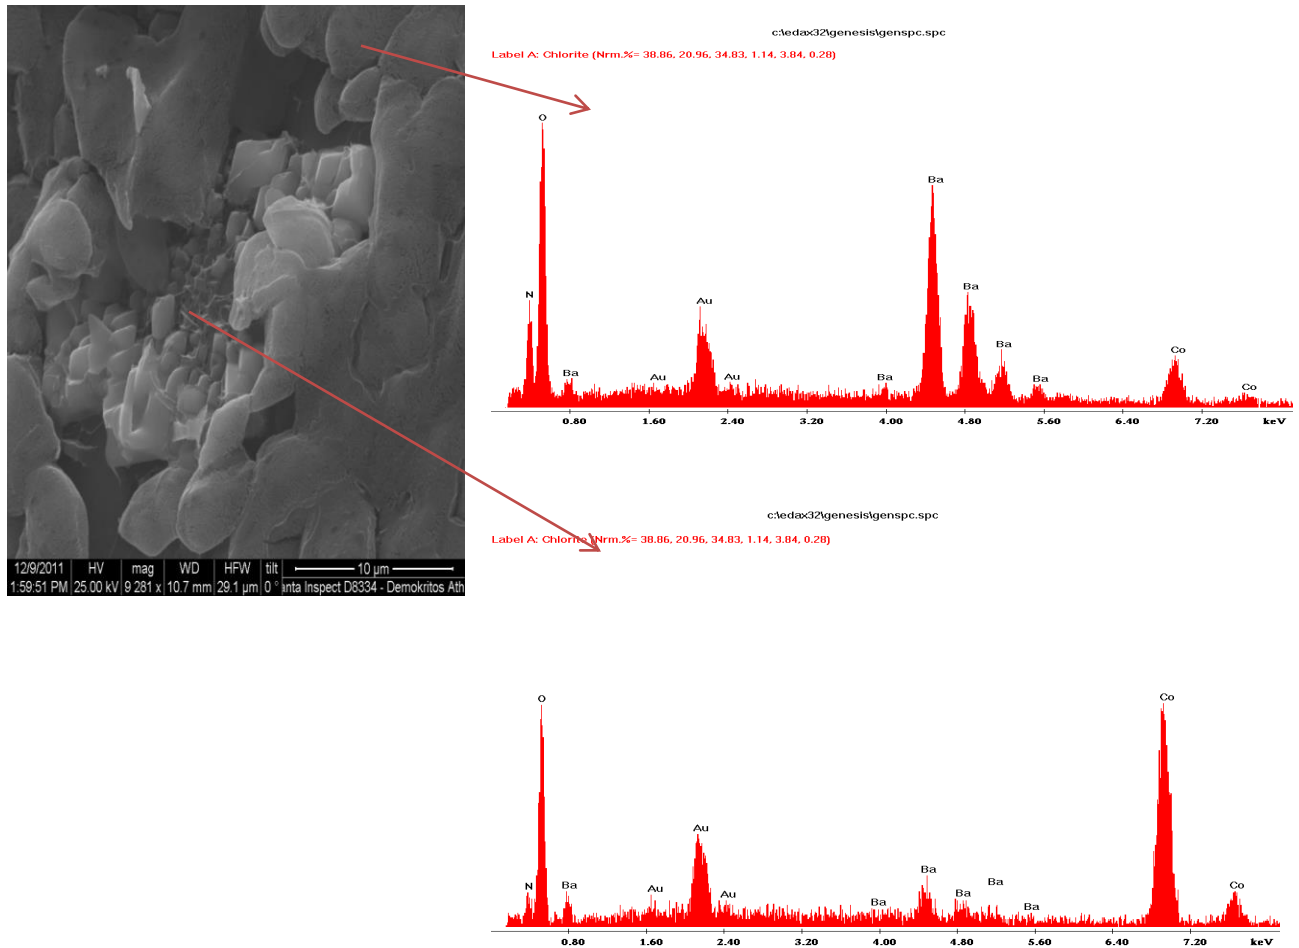 c:\edax32\genesis\genspc.spc
Label A: Chlorite (Nrm.%= 38.86, 20.96, 34.83, 1.14, 3.84, 0.28)
O
Ba
Ba
N
Au
Ba
Co
Ba
Au
Au
Ba
Ba
Co
0.80 1.60 2.40 3.20 4.00 4.80 5.60 6.40 7.20 keV
c:\edax32\genesis\genspc.spc
Label A: Chlorite (Nrm.%= 38.86, 20.96, 34.83, 1.14, 3.84, 0.28)
12/9/2011 HV mag WD HFW tilt 10 µm
1:59:51 PM 25.00 kV 9 281 x 10.7 mm 29.1 µm 0 ° anta Inspect D8334 - Demokritos Ath
O
Co
Au
Ba
Ba
N
Ba
Au
Au
Ba
Ba
Ba
Co
0.80 1.60 2.40 3.20 4.00 4.80 5.60 6.40 7.20 keV